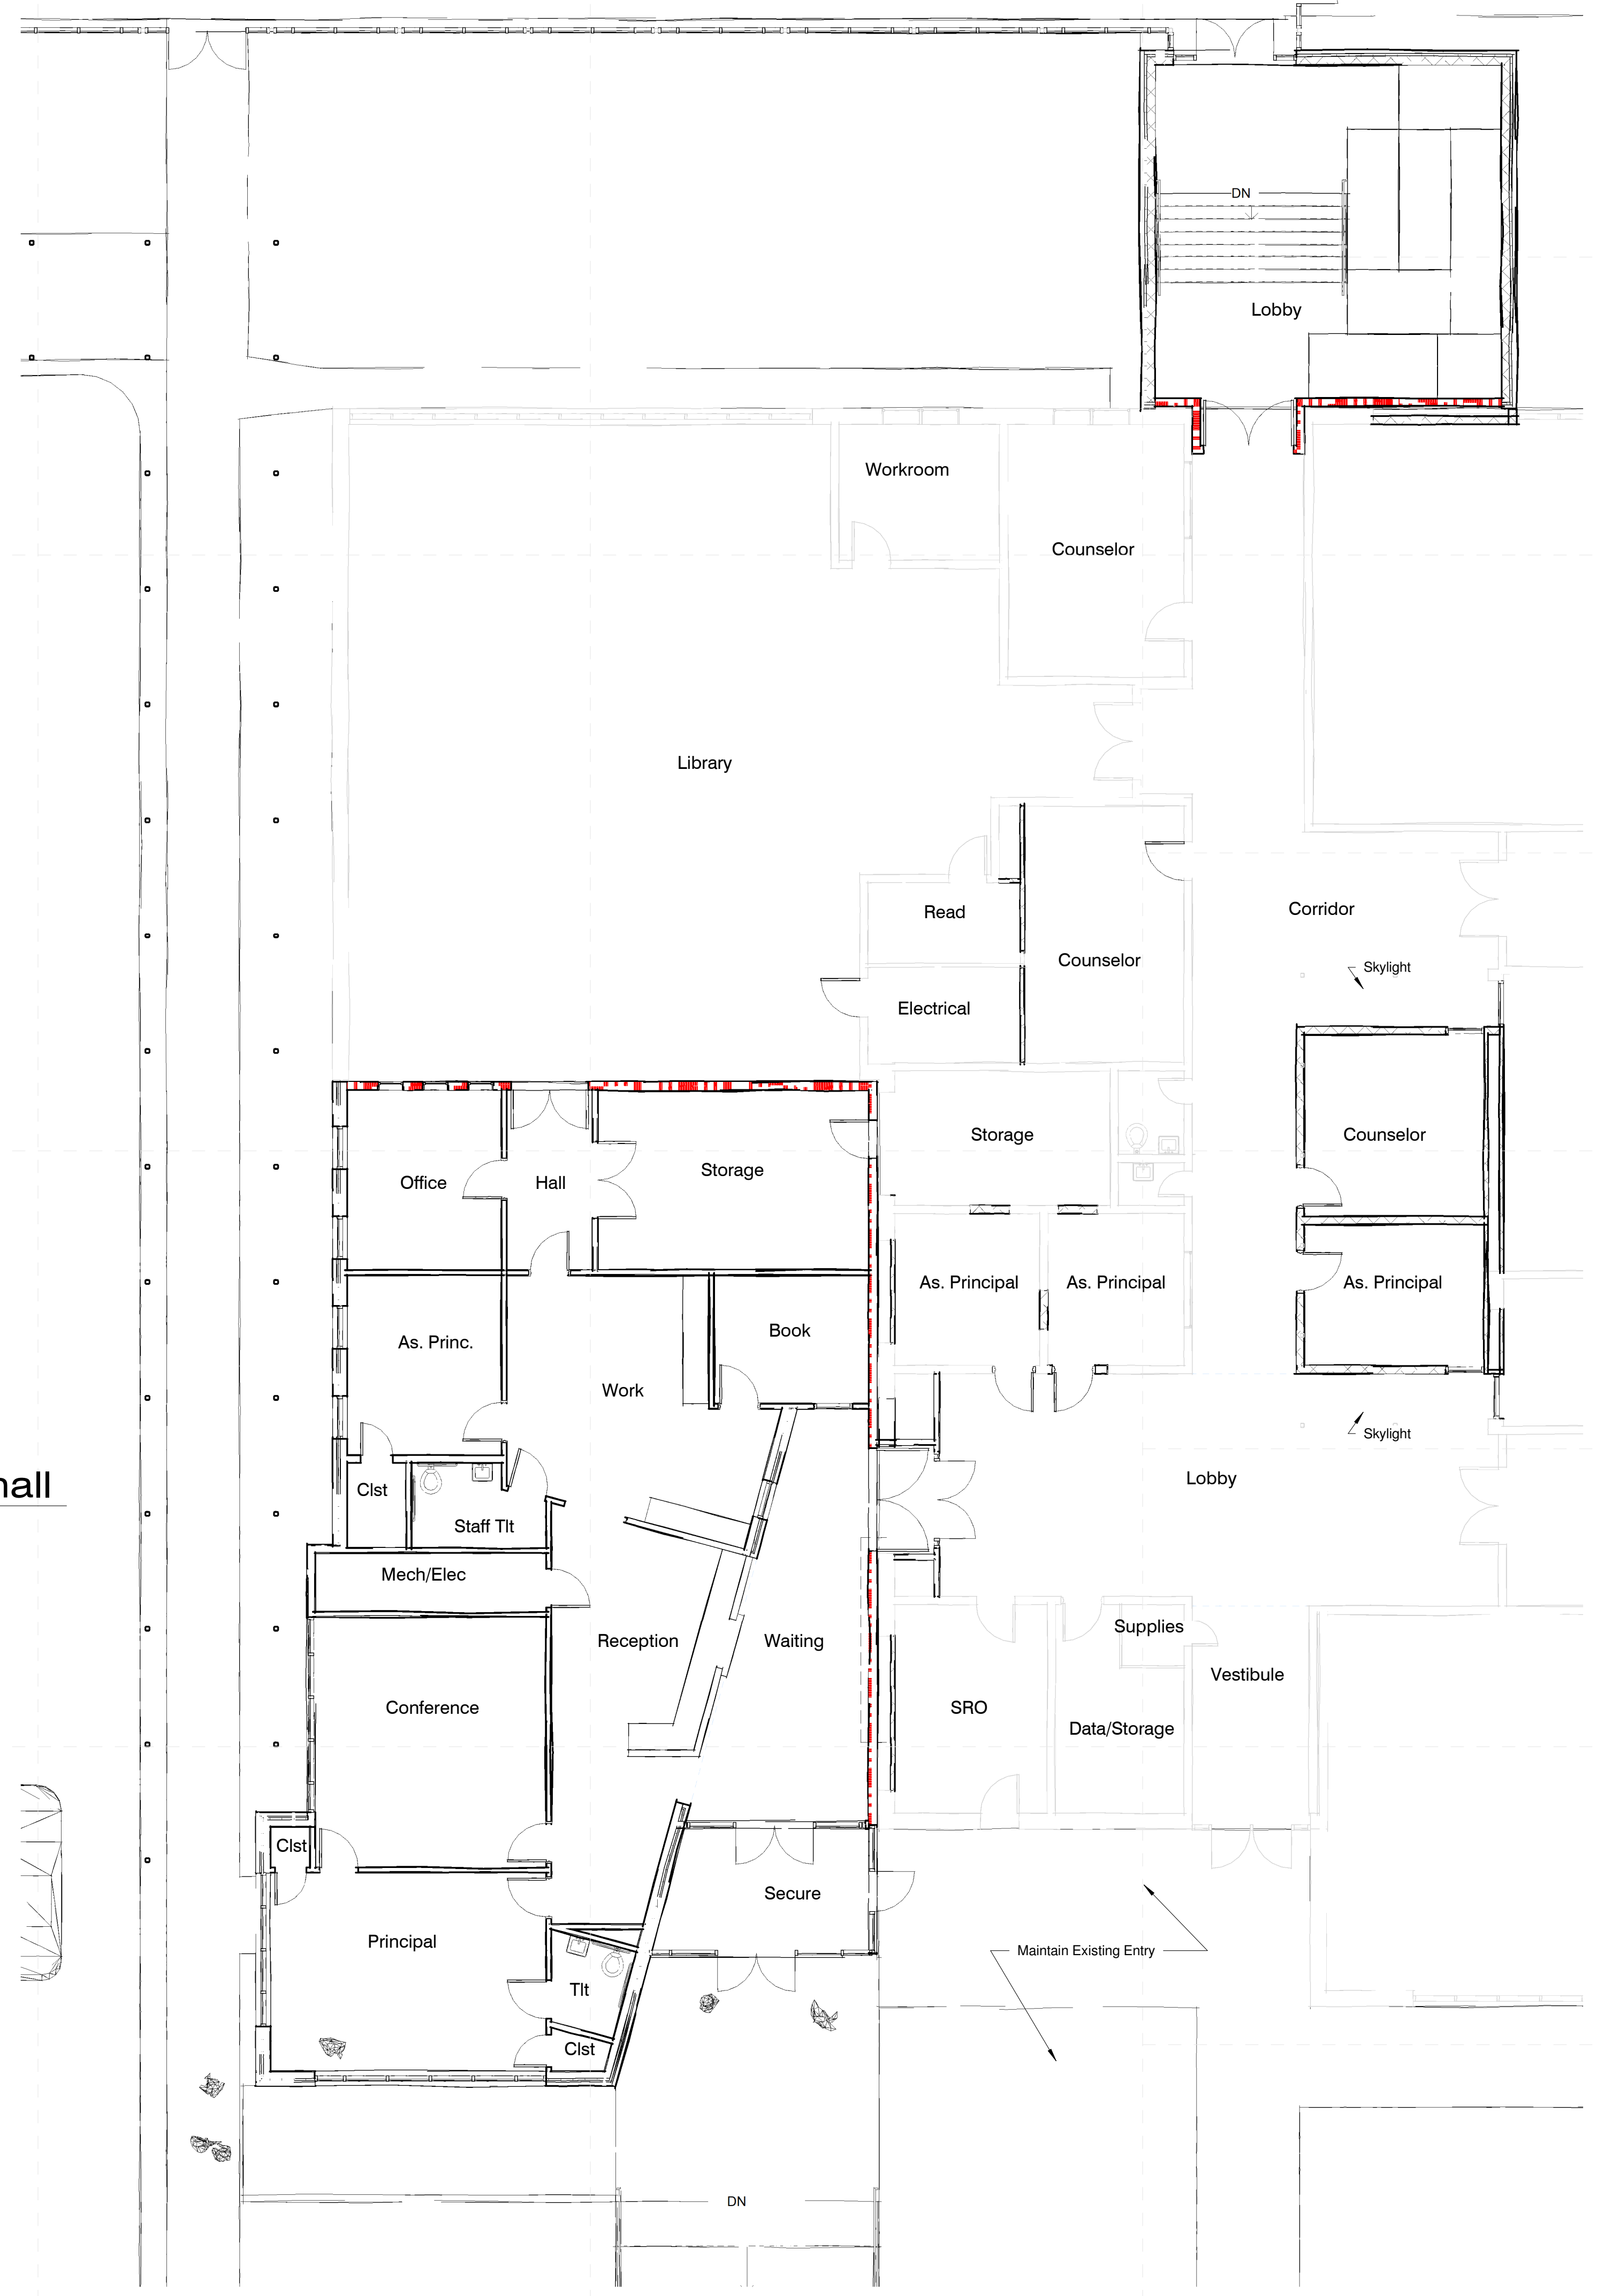 DN
Lobby
Workroom
Counselor
Library
Read
Corridor
Counselor
Skylight
Electrical
Storage
Counselor
Storage
Office
Hall
As. Principal
As. Principal
As. Principal
Book
As. Princ.
Work
Skylight
Lobby
Clst
Staff Tlt
Mech/Elec
Supplies
Reception
Waiting
Vestibule
Conference
SRO
Data/Storage
Clst
Secure
Principal
Maintain Existing Entry
Tlt
Clst
DN